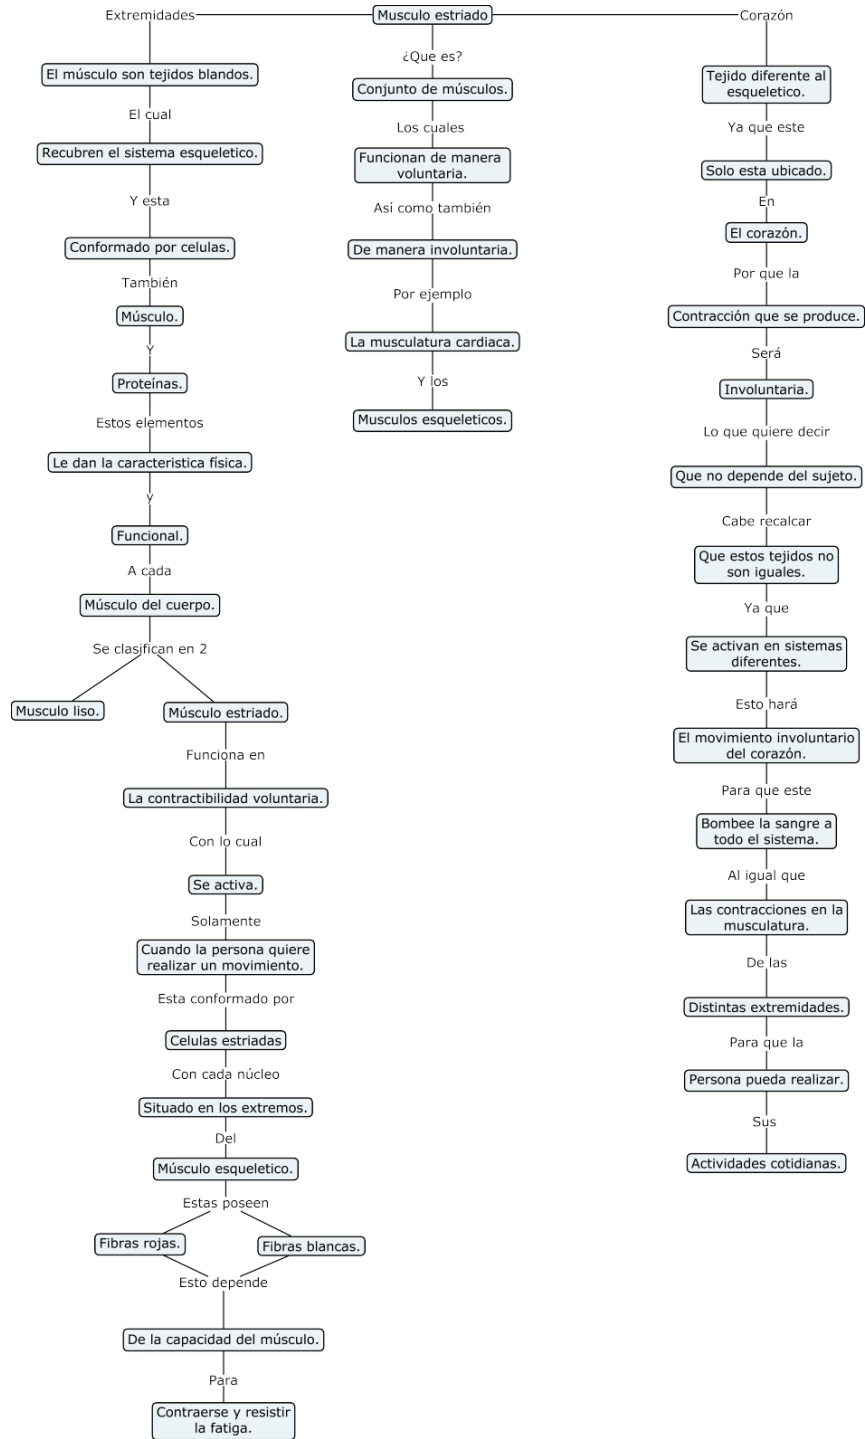 Extremidades
Musculo estriado
Corazón
El músculo son tejidos blandos.
El cual
Recubren el sistema esqueletico.
Y esta
Conformado por celulas.
También
Músculo.
Y
Proteínas.
Estos elementos
Le dan la caracteristica física.
y
Funcional.
A cada
Músculo del cuerpo.
Se clasifican en 2
Musculo liso.
Músculo estriado.
Funciona en
La contractibilidad voluntaria.
Con lo cual
Se activa.
Solamente
Cuando la persona quiere
realizar un movimiento.
Esta conformado por
Celulas estriadas
Con cada núcleo
Situado en los extremos.
Del
Músculo esqueletico.
Estas poseen
Fibras rojas.
Fibras blancas.
Esto depende
De la capacidad del músculo.
Para
Contraerse y resistir
la fatiga.
¿Que es?
Conjunto de músculos.
Los cuales
Funcionan de manera
voluntaria.
Así como también
De manera involuntaria.
Por ejemplo
La musculatura cardiaca.
Y los
Musculos esqueleticos.
Tejido diferente al
esqueletico.
Ya que este
Solo esta ubicado.
En
El corazón.
Por que la
Contracción que se produce.
Será
Involuntaria.
Lo que quiere decir
Que no depende del sujeto.
Cabe recalcar
Que estos tejidos no
son iguales.
Ya que
Se activan en sistemas
diferentes.
Esto hará
El movimiento involuntario
del corazón.
Para que este
Bombee la sangre a
todo el sistema.
Al igual que
Las contracciones en la
musculatura.
De las
Distintas extremidades.
Para que la
Persona pueda realizar.
Sus
Actividades cotidianas.